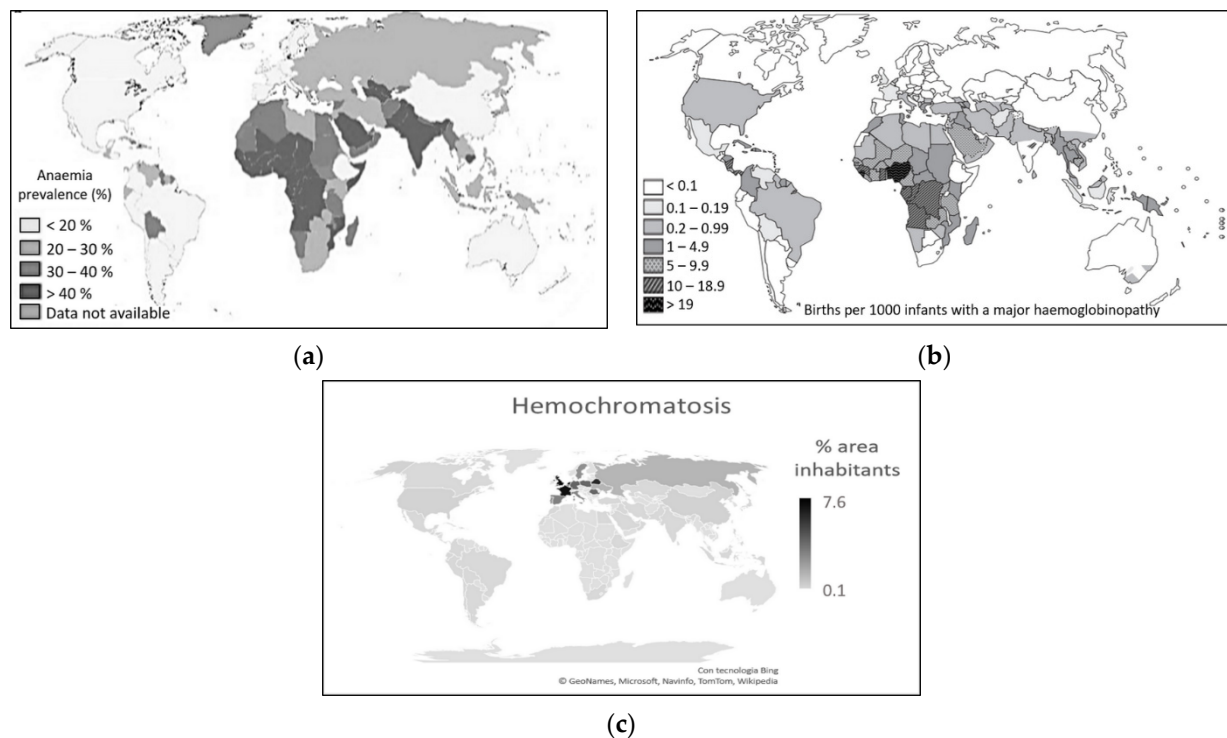 Anaemia
prevalence (%)
< 20 %
20 – 30 %
30 – 40 %
> 40 %
Data not available
(a)
< 0.1
0.1 – 0.19
0.2 – 0.99
1 – 4.9
5 – 9.9
10 – 18.9
> 19
Births per 1000 infants with a major haemoglobinopathy
(b)
Hemochromatosis
% area
inhabitants
7.6
0.1
Con tecnologia Bing
© GeoNames, Microsoft, Navinfo, TomTom, Wikipedia
(c)